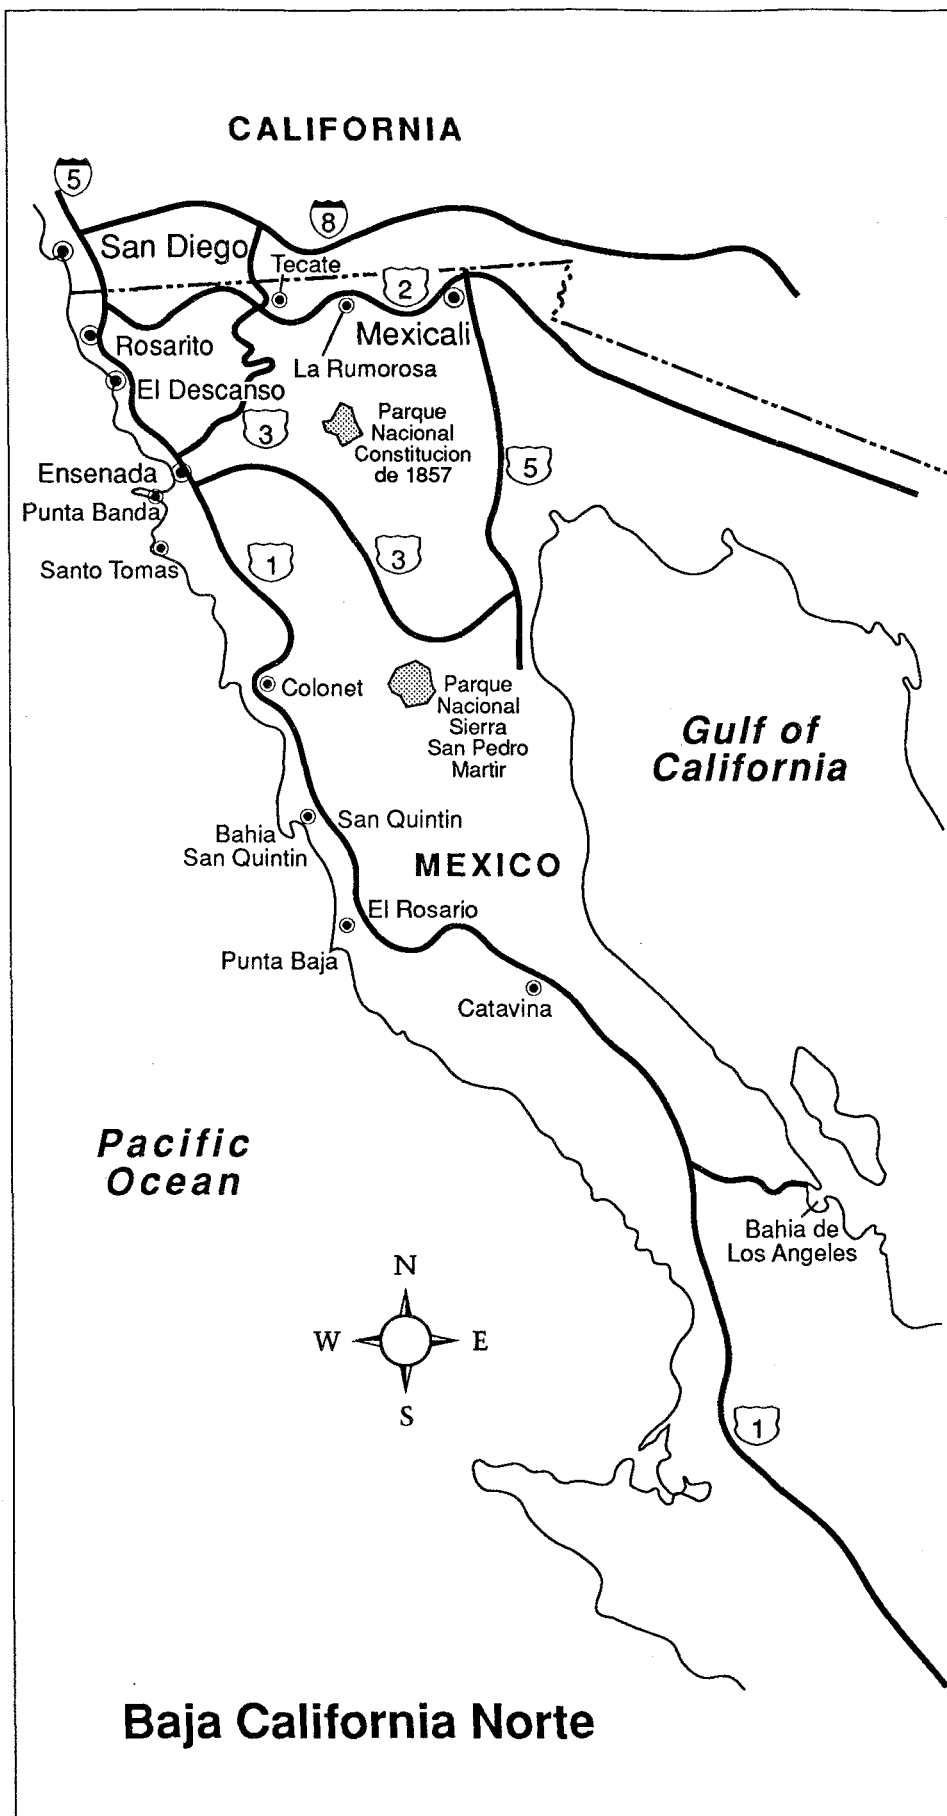 CALIFORNIA
5
8
San Diego
Tecate
2
Mexicali
Rosarito
La Rumorosa
El Descanso
3
Parque
Nacional
Constitucion
de 1857
5
Ensenada
Punta Banda
Santo Tomas
1
3
Colonet
Parque
Nacional
Sierra
San Pedro
Martir
Gulf of
California
San Quintin
Bahia
San Quintin
MEXICO
El Rosario
Punta Baja
Catavina
Pacific
Ocean
Bahia de
Los Angeles
N
W
E
S
1
Baja California Norte